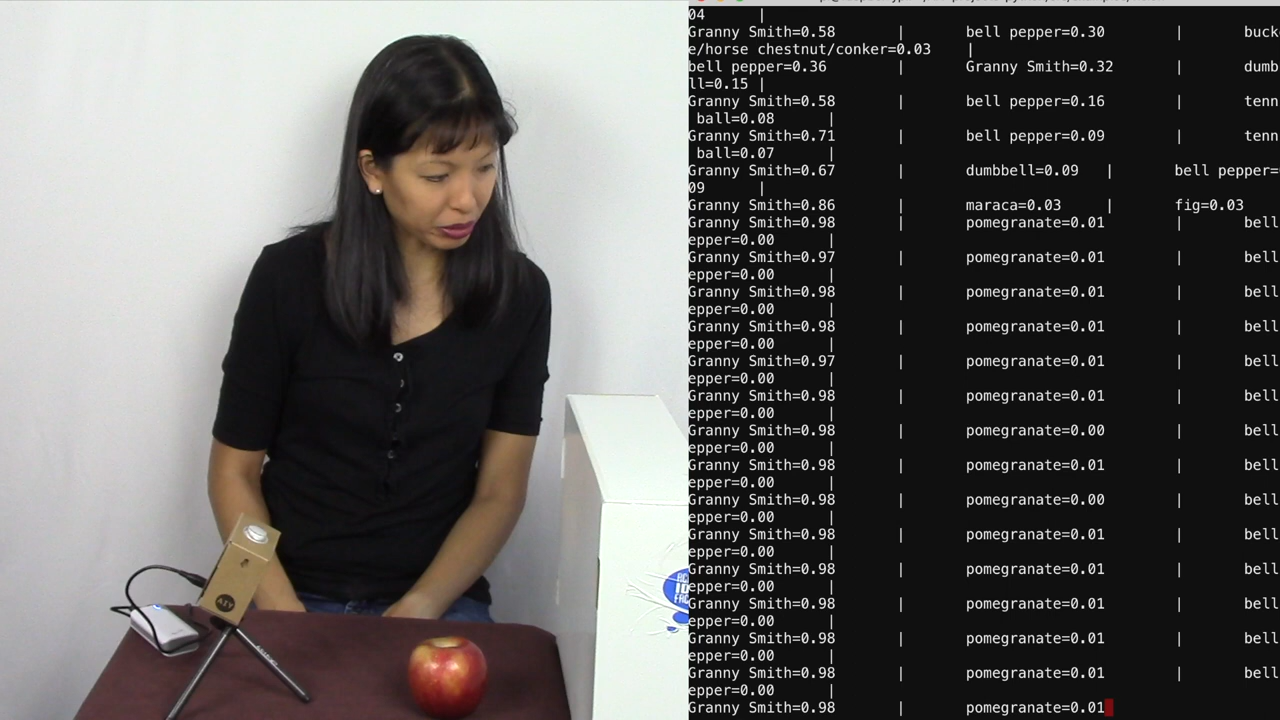 04 |
Granny Smith=0.58 | bell pepper=0.30 | buck
e/horse chestnut/conker=0.03 |
bell pepper=0.36 | Granny Smith=0.32 | dumb
ll=0.15 |
Granny Smith=0.58 | bell pepper=0.16 | tenn
ball=0.08 |
Granny Smith=0.71 | bell pepper=0.09 | tenn
ball=0.07 |
Granny Smith=0.67 | dumbbell=0.09 | bell pepper=
09 |
Granny Smith=0.86 | maraca=0.03 | fig=0.03
Granny Smith=0.98 | pomegranate=0.01 | bell
epper=0.00 |
Granny Smith=0.97 | pomegranate=0.01 | bell
epper=0.00 |
Granny Smith=0.98 | pomegranate=0.01 | bell
epper=0.00 |
Granny Smith=0.98 | pomegranate=0.01 | bell
epper=0.00 |
Granny Smith=0.97 | pomegranate=0.01 | bell
epper=0.00 |
Granny Smith=0.98 | pomegranate=0.01 | bell
epper=0.00 |
Granny Smith=0.98 | pomegranate=0.00 | bell
epper=0.00 |
Granny Smith=0.98 | pomegranate=0.01 | bell
epper=0.00 |
Granny Smith=0.98 | pomegranate=0.00 | bell
epper=0.00 |
Granny Smith=0.98 | pomegranate=0.01 | bell
epper=0.00 |
Granny Smith=0.98 | pomegranate=0.01 | bell
epper=0.00 |
Granny Smith=0.98 | pomegranate=0.01 | bell
epper=0.00 |
Granny Smith=0.98 | pomegranate=0.01 | bell
epper=0.00 |
Granny Smith=0.98 | pomegranate=0.01 | bell
epper=0.00 |
Granny Smith=0.98 | pomegranate=0.01
AIY